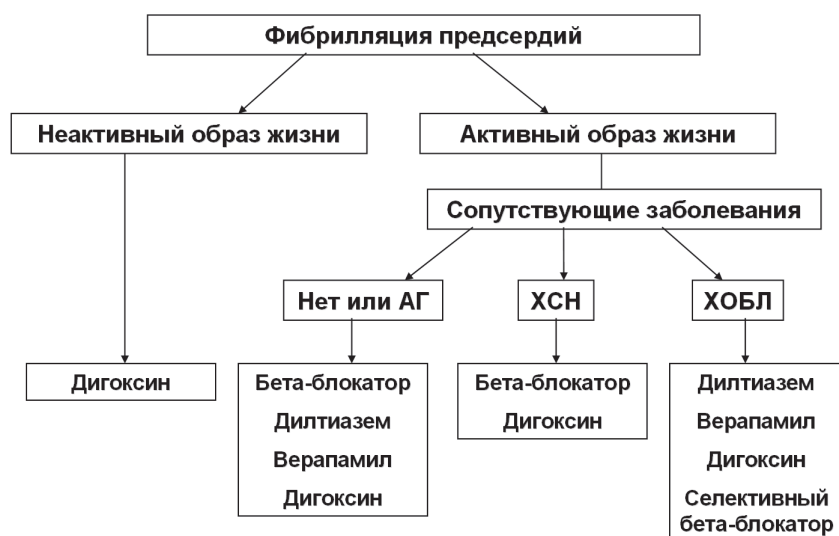 Фибрилляция предсердий
Неактивный образ жизни
Активный образ жизни
Сопутствующие заболевания
Нет или АГ
ХСН
ХОБЛ
Дигоксин
Бета-блокатор
Дилтиазем
Верапамил
Дигоксин
Бета-блокатор
Дигоксин
Дилтиазем
Верапамил
Дигоксин
Селективный
бета-блокатор